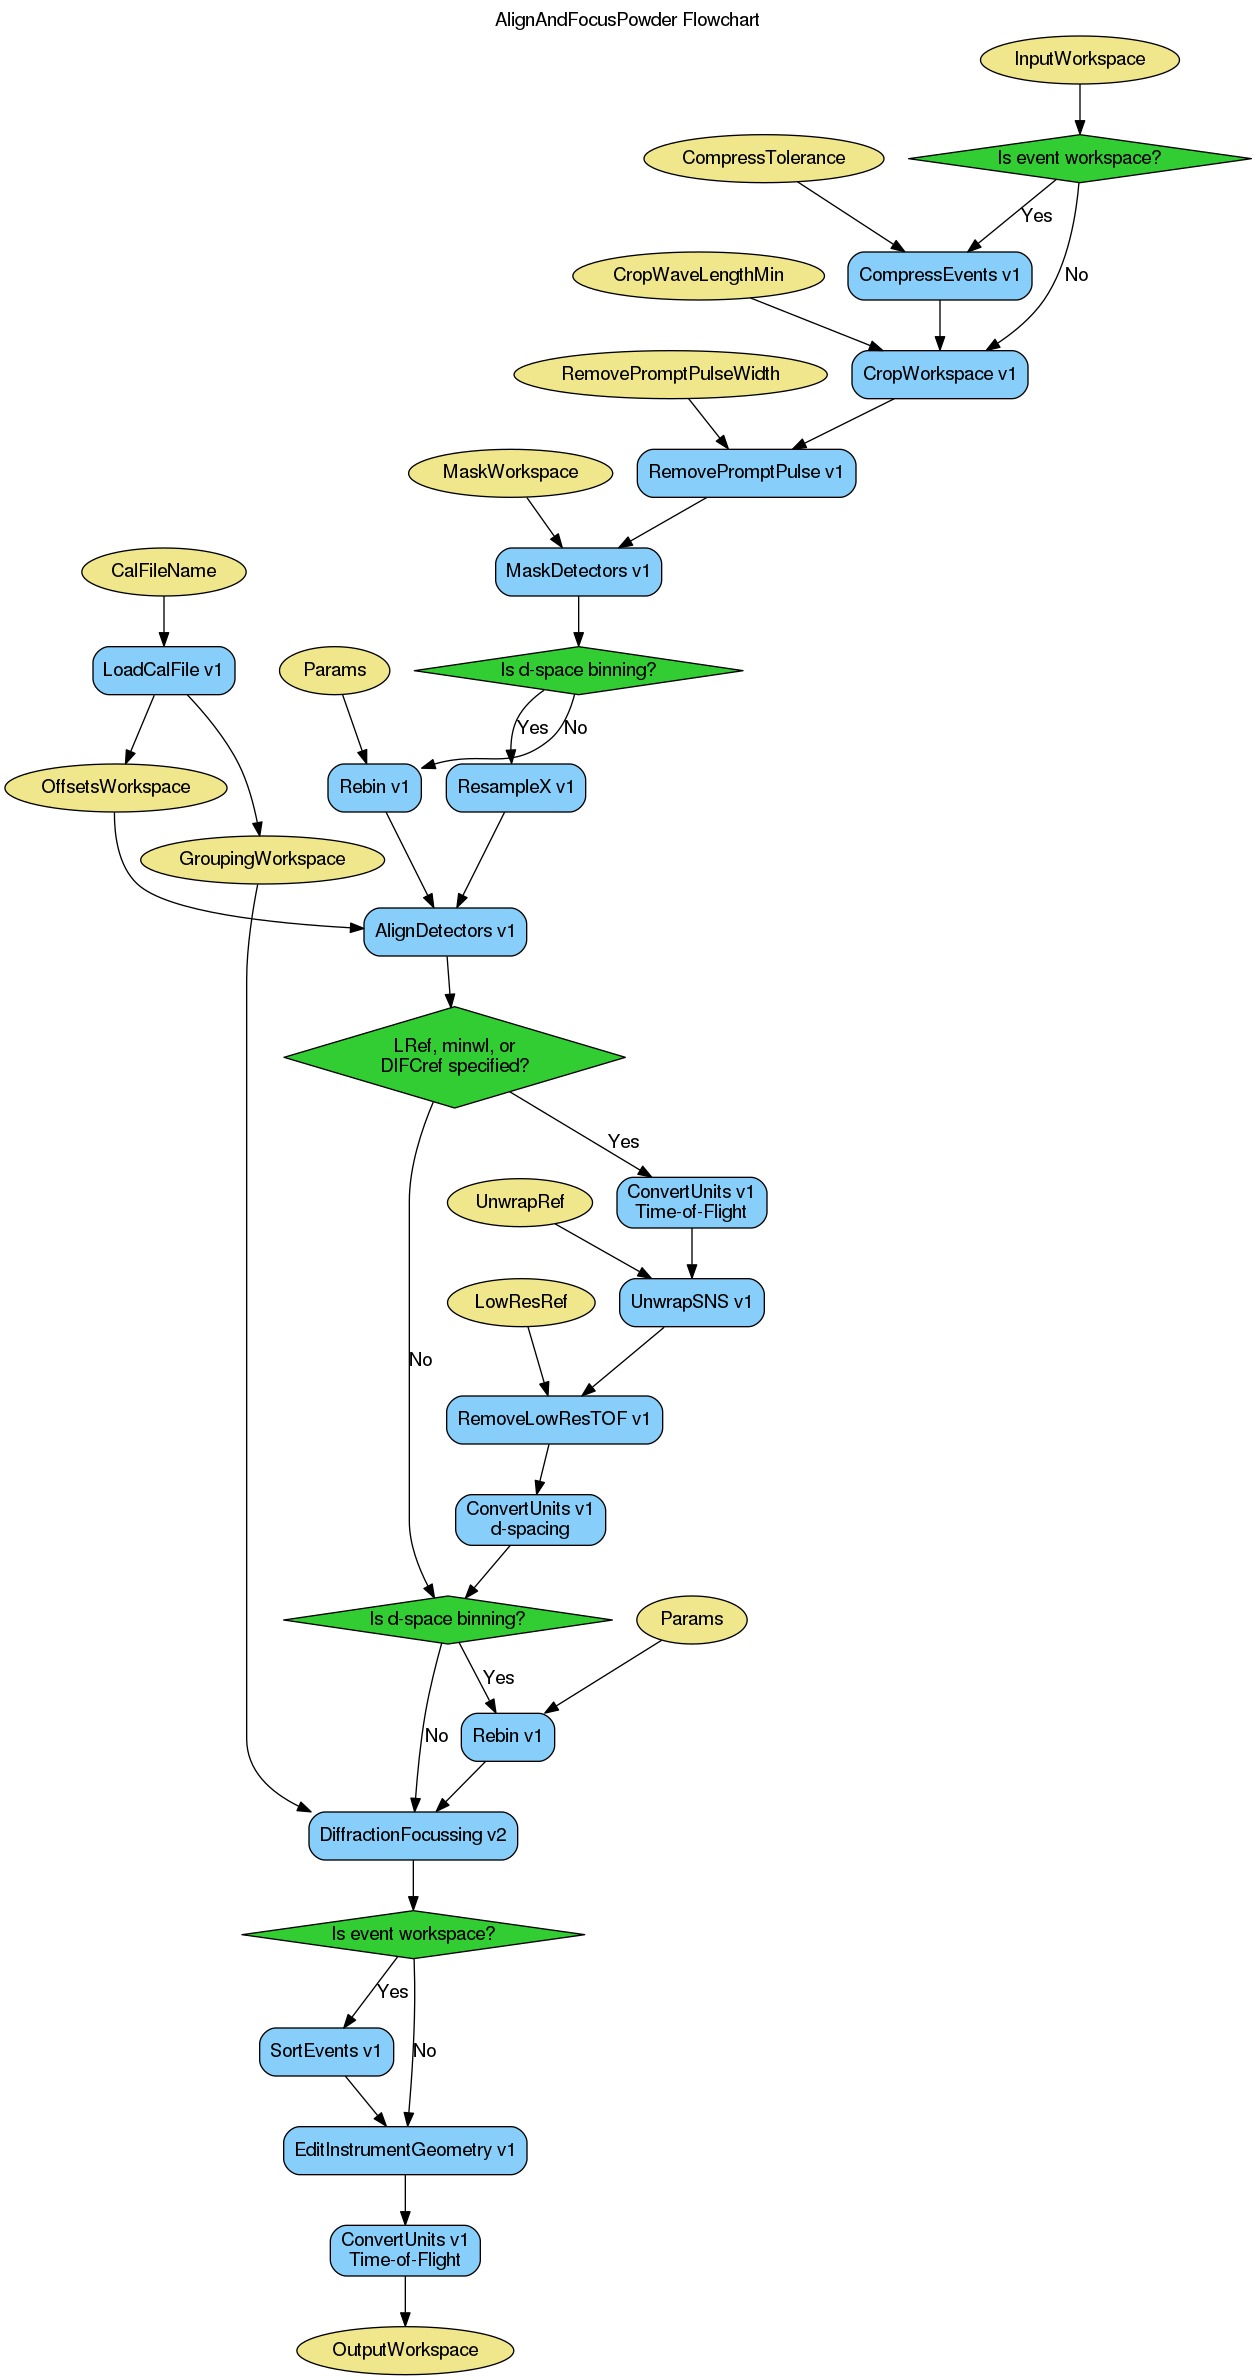 AlignAndFocusPowder Flowchart
InputWorkspace
CompressTolerance
Is event workspace?
Yes
CropWaveLengthMin
CompressEvents v1
No
RemovePromptPulseWidth
CropWorkspace v1
MaskWorkspace
RemovePromptPulse v1
CalFileName
MaskDetectors v1
LoadCalFile v1
Params
Is d-space binning?
Yes
No
OffsetsWorkspace
Rebin v1
ResampleX v1
GroupingWorkspace
AlignDetectors v1
LRef, minwl, or
DIFCref specified?
Yes
UnwrapRef
ConvertUnits v1
Time-of-Flight
LowResRef
UnwrapSNS v1
No
RemoveLowResTOF v1
ConvertUnits v1
d-spacing
Is d-space binning?
Params
Yes
No
Rebin v1
DiffractionFocussing v2
Is event workspace?
Yes
SortEvents v1
No
EditInstrumentGeometry v1
ConvertUnits v1
Time-of-Flight
OutputWorkspace